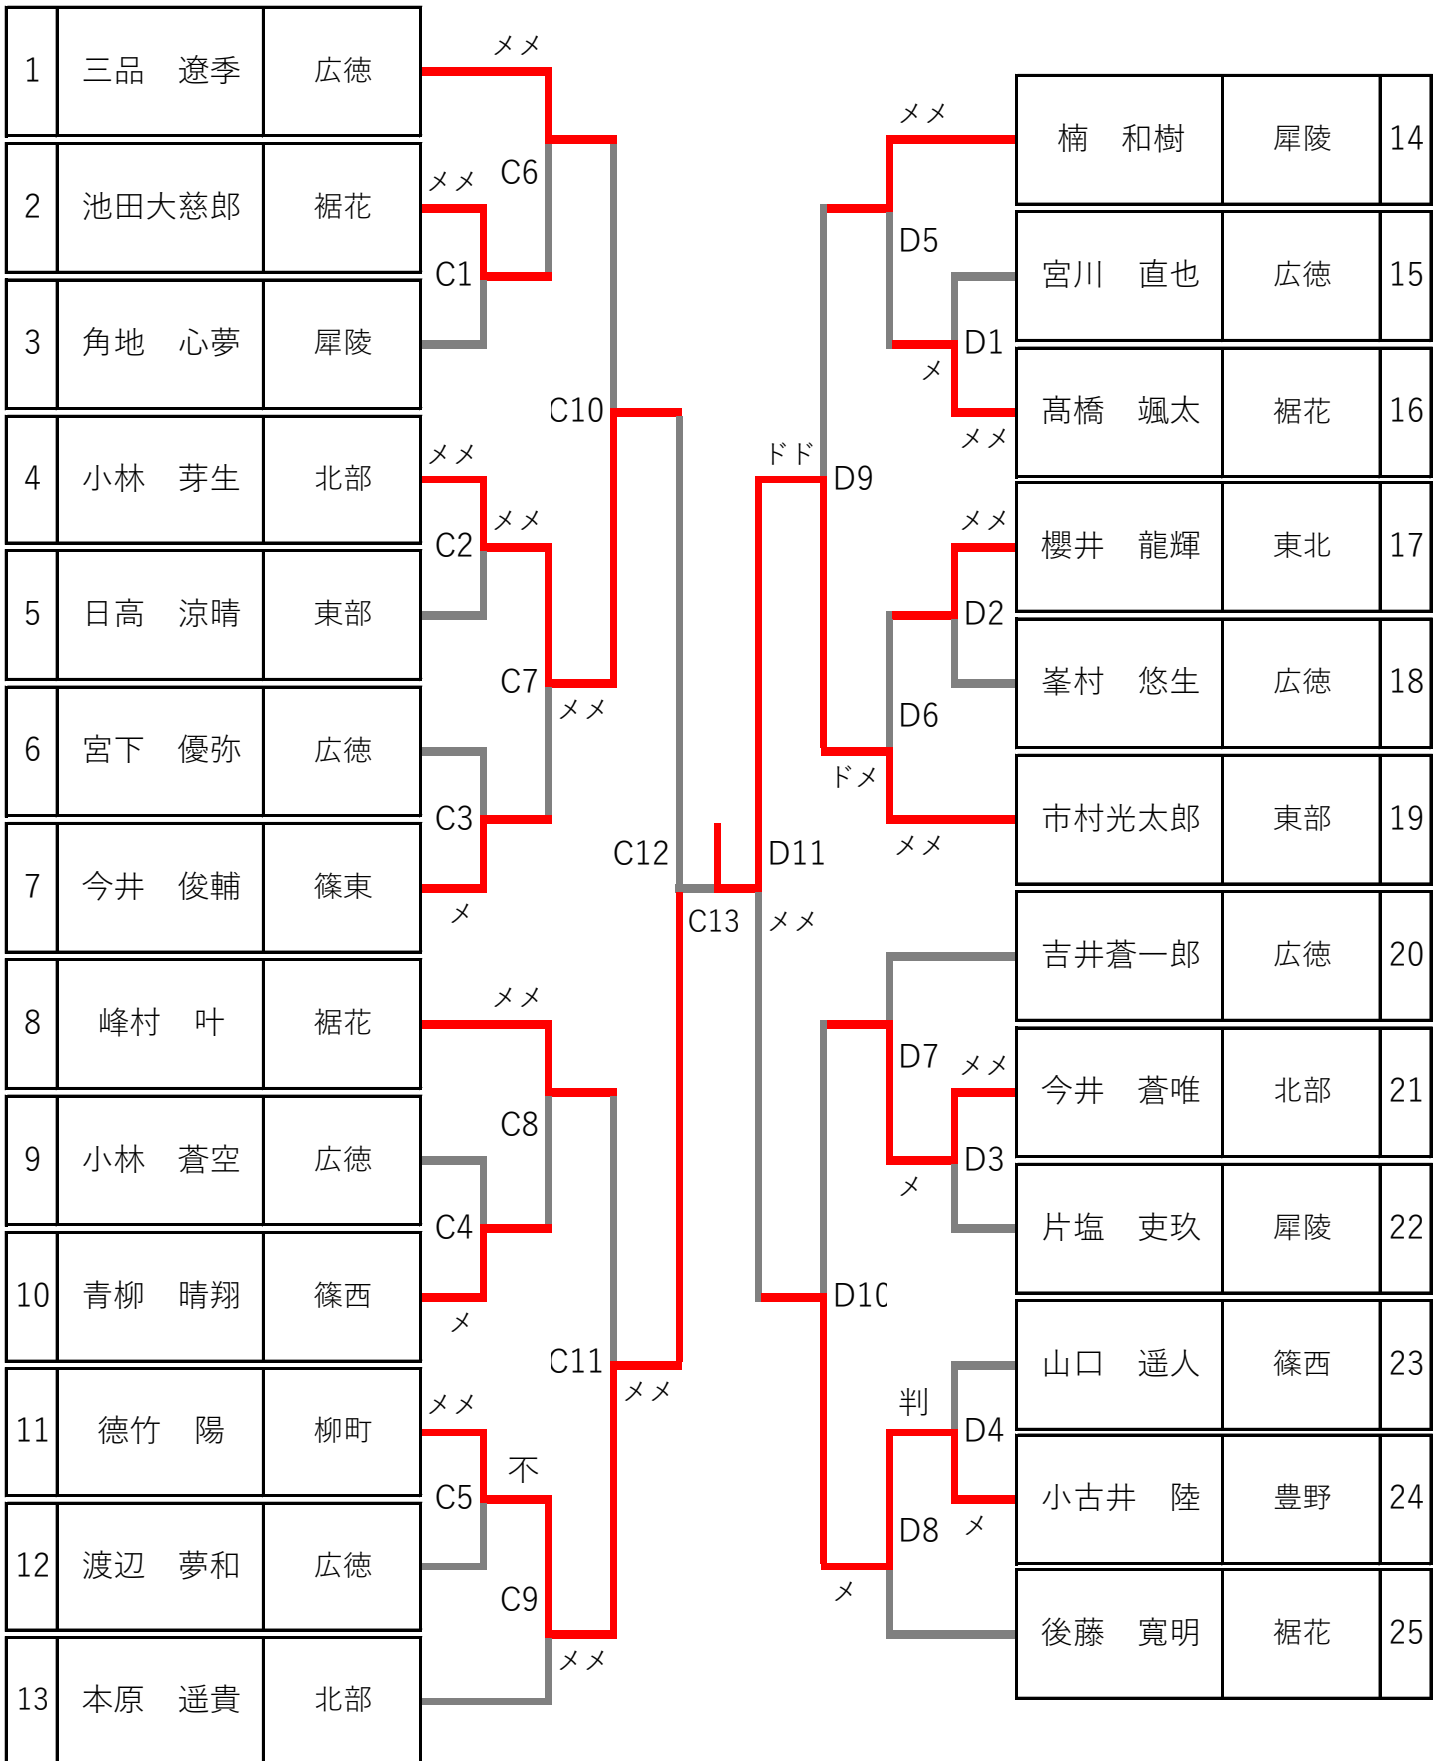 メメ
1 三品　遼季 広徳
C6
メメ
2 池田大慈郎 裾花
C1
3 角地　心夢 犀陵
C10
メメ
4 小林　芽生 北部
メメ
C2
5 日高　涼晴 東部
C7
メメ
6 宮下　優弥 広徳
C3
7 今井　俊輔 篠東
メ
C12
C13
メメ
8 峰村　叶 裾花
C8
9 小林　蒼空 広徳
C4
10 青柳　晴翔 篠西
メ
C11
メメ
メメ
11 德竹　陽 柳町
不
C5
12 渡辺　夢和 広徳
C9
メメ
13 本原　遥貴 北部
メメ
楠　和樹 犀陵 14
D5
宮川　直也 広徳 15
D1
メ
髙橋　颯太 裾花 16
メメ
ドド
D9
メメ
櫻井　龍輝 東北 17
D2
峯村　悠生 広徳 18
D6
ドメ
市村光太郎 東部 19
メメ
D11
メメ
吉井蒼一郎 広徳 20
D7
メメ
今井　蒼唯 北部 21
D3
メ
片塩　吏玖 犀陵 22
D10
山口　遥人 篠西 23
判
D4
小古井　陸 豊野 24
メ
D8
メ
後藤　寛明 裾花 25